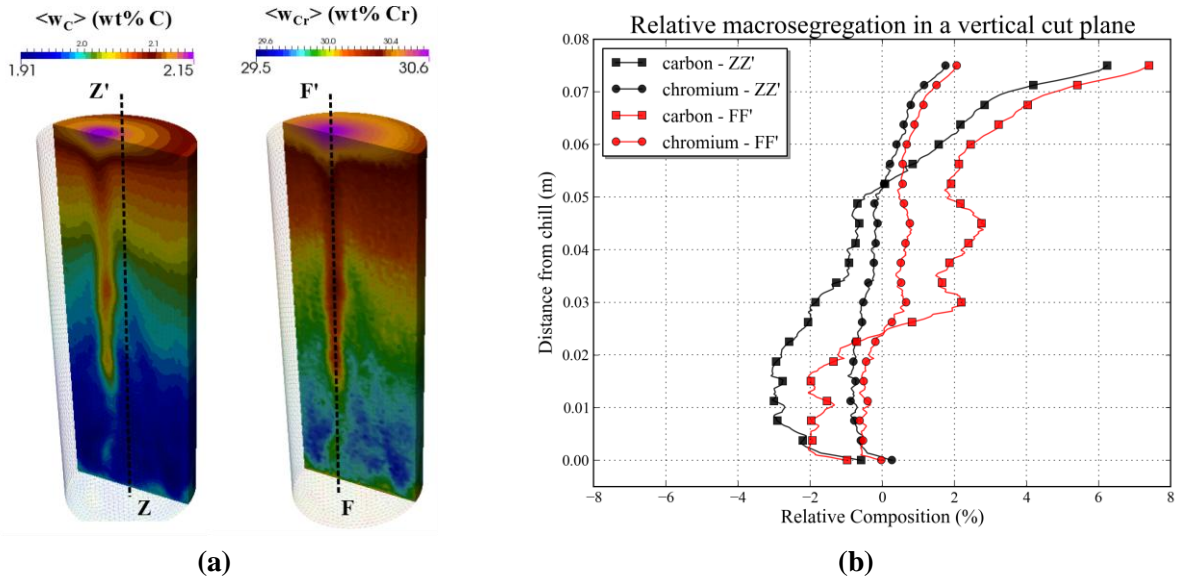 <w_C> (wt% C)
2.0 2.1
1.91 2.15
Z'
Z
<w_Cr> (wt% Cr)
29.6 30.0 30.4
29.5 30.6
F'
F
(a)
Relative macrosegregation in a vertical cut plane
carbon - ZZ'
chromium - ZZ'
carbon - FF'
chromium - FF'
Distance from chill (m)
0.08
0.07
0.06
0.05
0.04
0.03
0.02
0.01
0.00
−8 −6 −4 −2 0 2 4 6 8
Relative Composition (%)
(b)